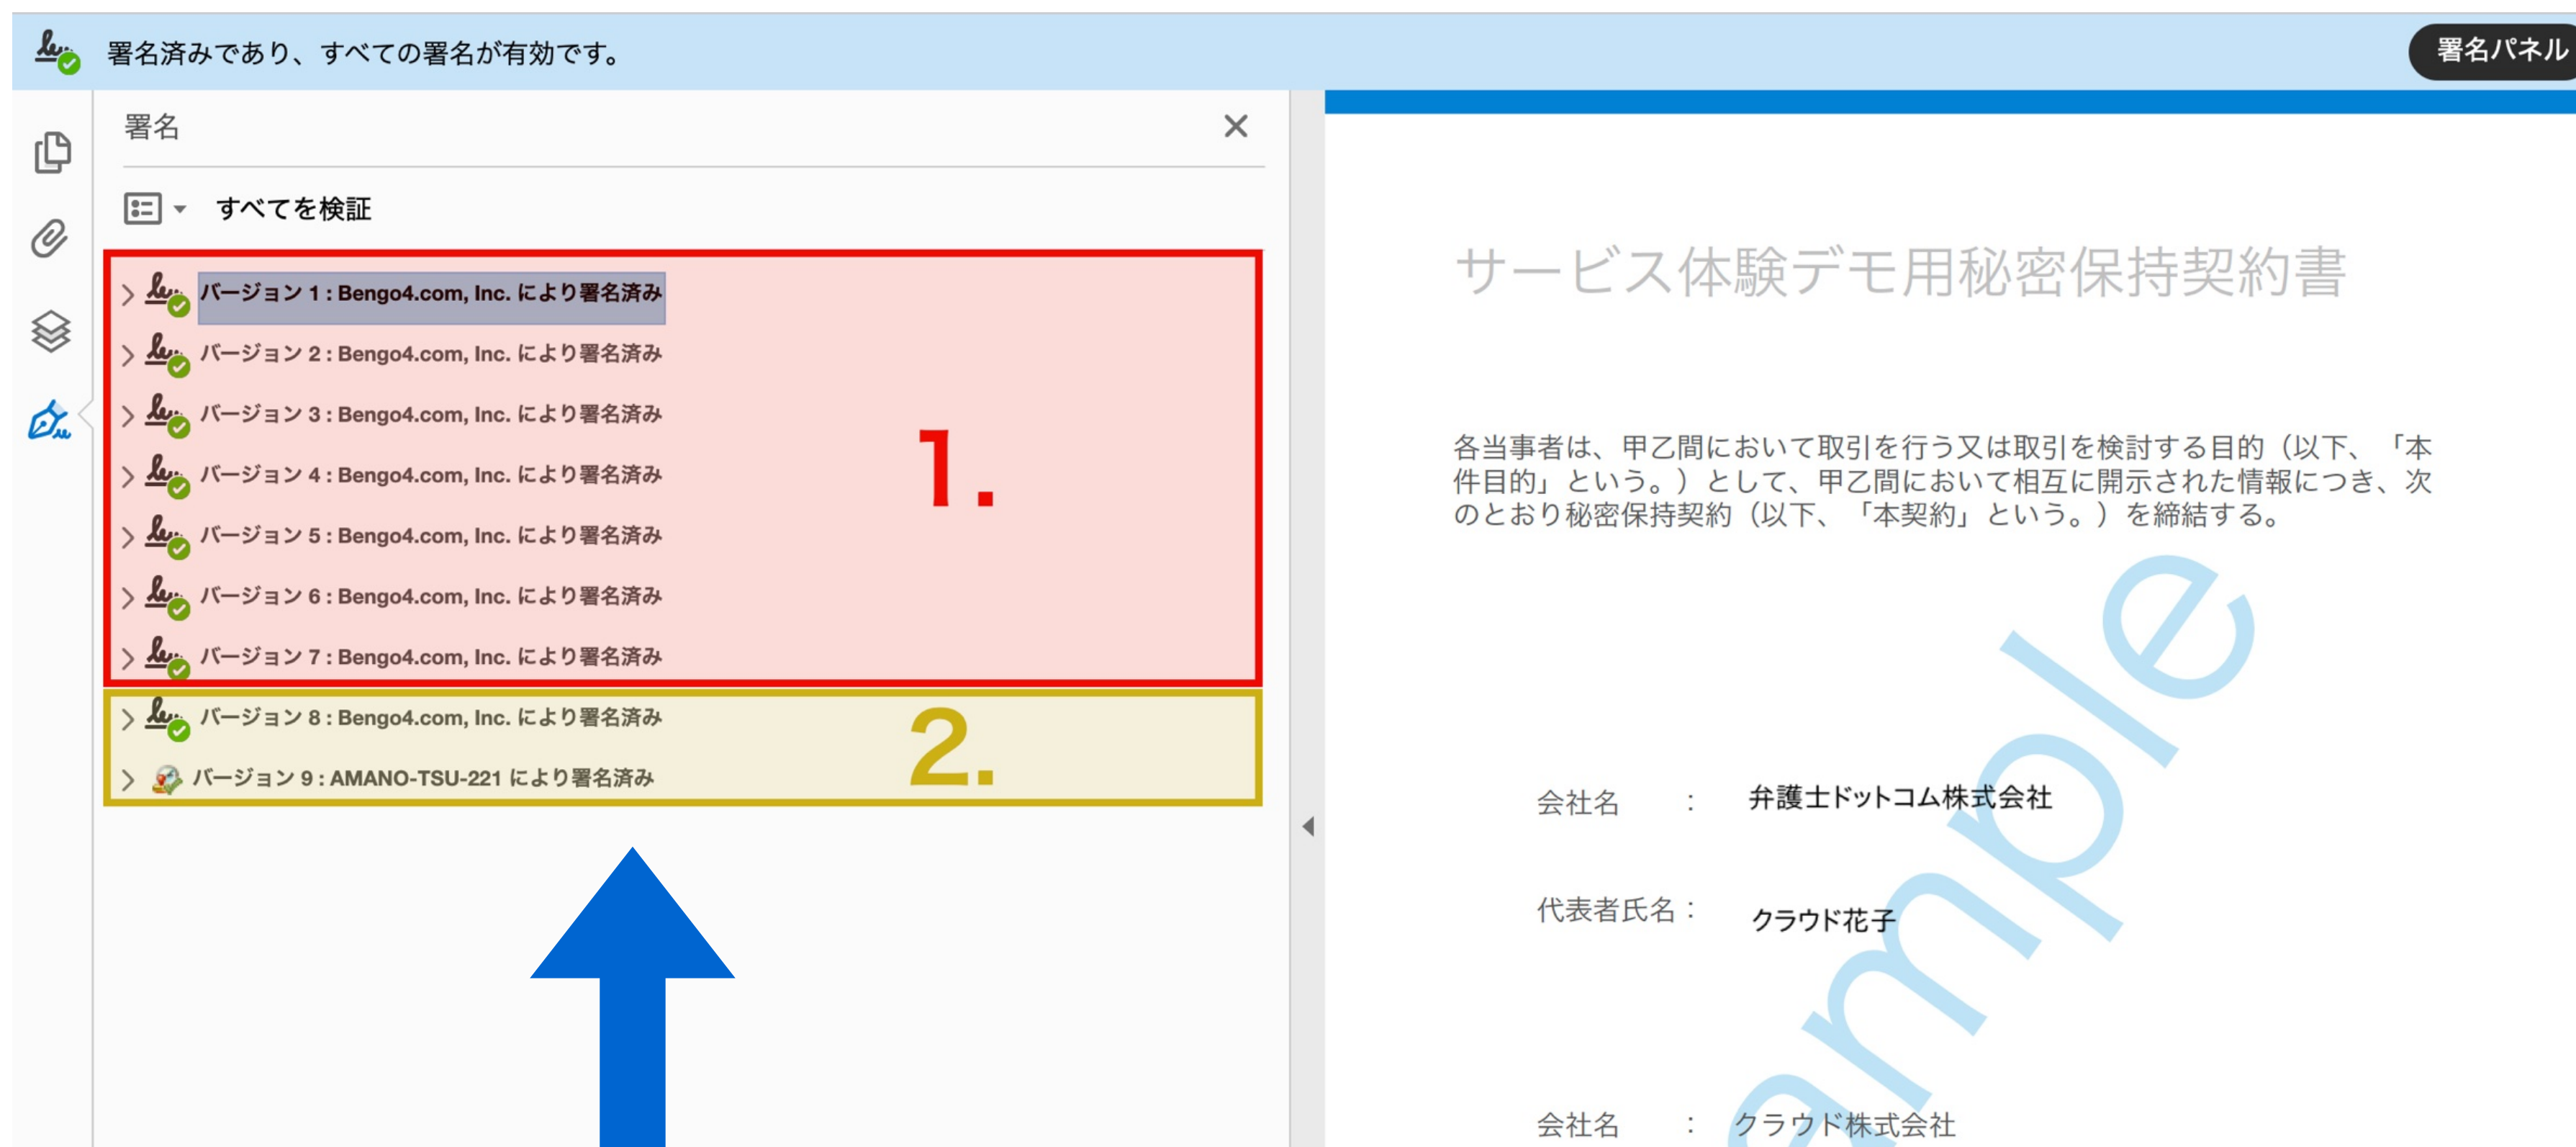 署名済みであり、すべての署名が有効です。
署名パネル
署名
すべてを検証
バージョン 1 : Bengo4.com, Inc. により署名済み
バージョン 2 : Bengo4.com, Inc. により署名済み
バージョン 3 : Bengo4.com, Inc. により署名済み
バージョン 4 : Bengo4.com, Inc. により署名済み
バージョン 5 : Bengo4.com, Inc. により署名済み
バージョン 6 : Bengo4.com, Inc. により署名済み
バージョン 7 : Bengo4.com, Inc. により署名済み
1.
バージョン 8 : Bengo4.com, Inc. により署名済み
バージョン 9 : AMANO-TSU-221 により署名済み
2.
サービス体験デモ用秘密保持契約書
各当事者は、甲乙間において取引を行う又は取引を検討する目的（以下、「本
件目的」という。）として、甲乙間において相互に開示された情報につき、次
のとおり秘密保持契約（以下、「本契約」という。）を締結する。
会社名 : 弁護士ドットコム株式会社
代表者氏名 : クラウド花子
会社名 : クラウド株式会社
ample